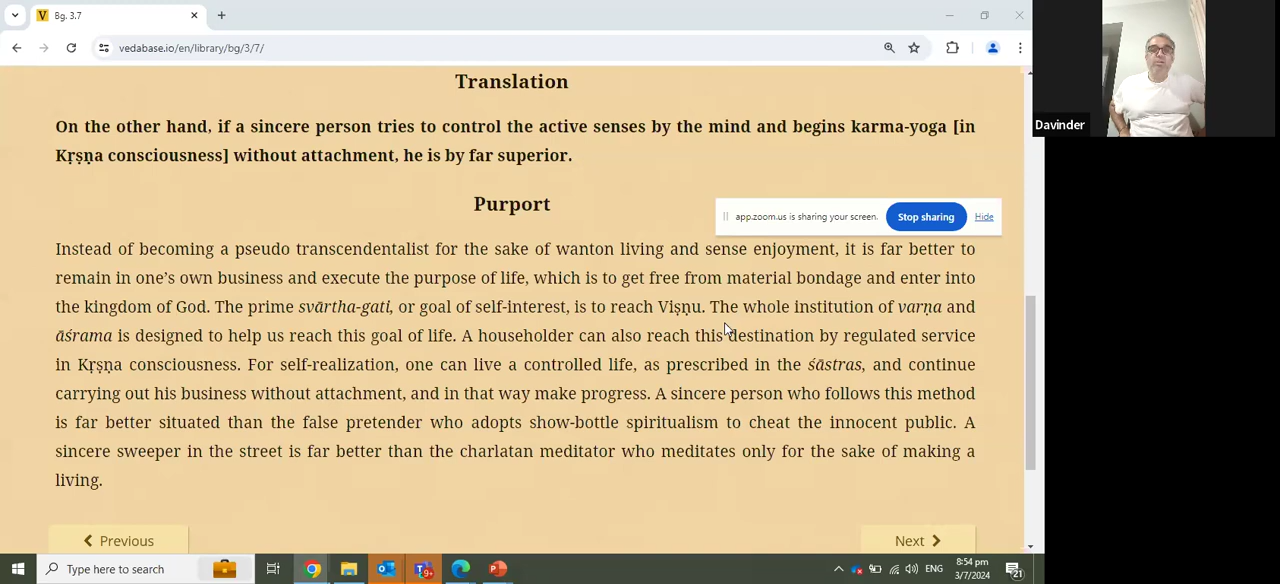 Bg. 3.7
vedabase.io/en/library/bg/3/7/
Davinder
Translation
On the other hand, if a sincere person tries to control the active senses by the mind and begins karma-yoga [in
Kṛṣṇa consciousness] without attachment, he is by far superior.
Purport
app.zoom.us is sharing your screen.
Stop sharing
Hide
Instead of becoming a pseudo transcendentalist for the sake of wanton living and sense enjoyment, it is far better to
remain in one’s own business and execute the purpose of life, which is to get free from material bondage and enter into
the kingdom of God. The prime svārtha-gati, or goal of self-interest, is to reach Viṣṇu. The whole institution of varṇa and
āśrama is designed to help us reach this goal of life. A householder can also reach this destination by regulated service
in Kṛṣṇa consciousness. For self-realization, one can live a controlled life, as prescribed in the śāstras, and continue
carrying out his business without attachment, and in that way make progress. A sincere person who follows this method
is far better situated than the false pretender who adopts show-bottle spiritualism to cheat the innocent public. A
sincere sweeper in the street is far better than the charlatan meditator who meditates only for the sake of making a
living.
Previous
Next
Type here to search
ENG
8:54 pm
3/7/2024
21